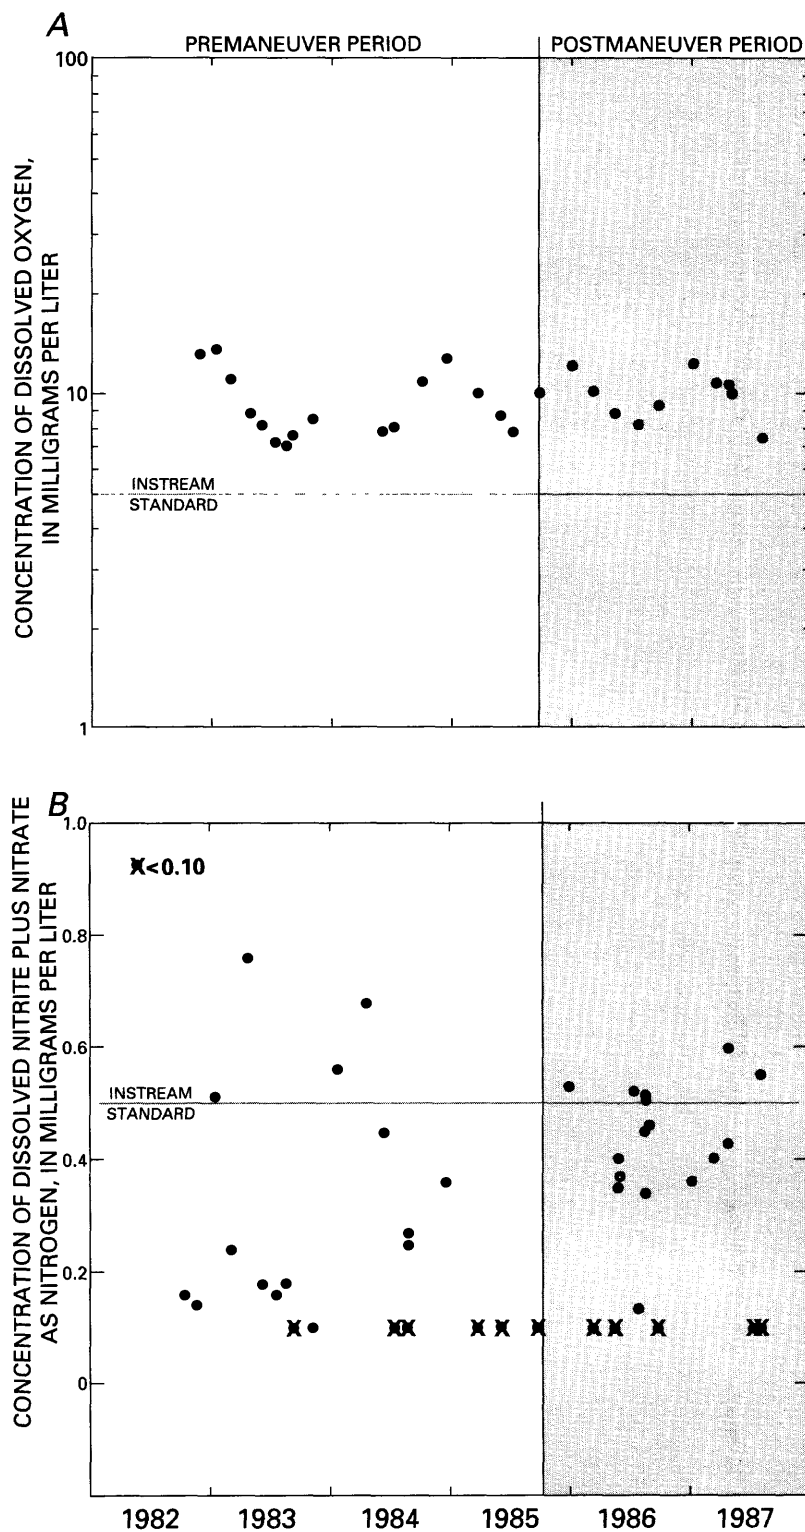 A
PREMANEUVER PERIOD
POSTMANEUVER PERIOD
CONCENTRATION OF DISSOLVED OXYGEN,
IN MILLIGRAMS PER LITER
100
10
1
INSTREAM
STANDARD
B
CONCENTRATION OF DISSOLVED NITRITE PLUS NITRATE
AS NITROGEN, IN MILLIGRAMS PER LITER
1.0
0.8
0.6
0.4
0.2
0
<0.10
INSTREAM
STANDARD
1982 1983 1984 1985 1986 1987